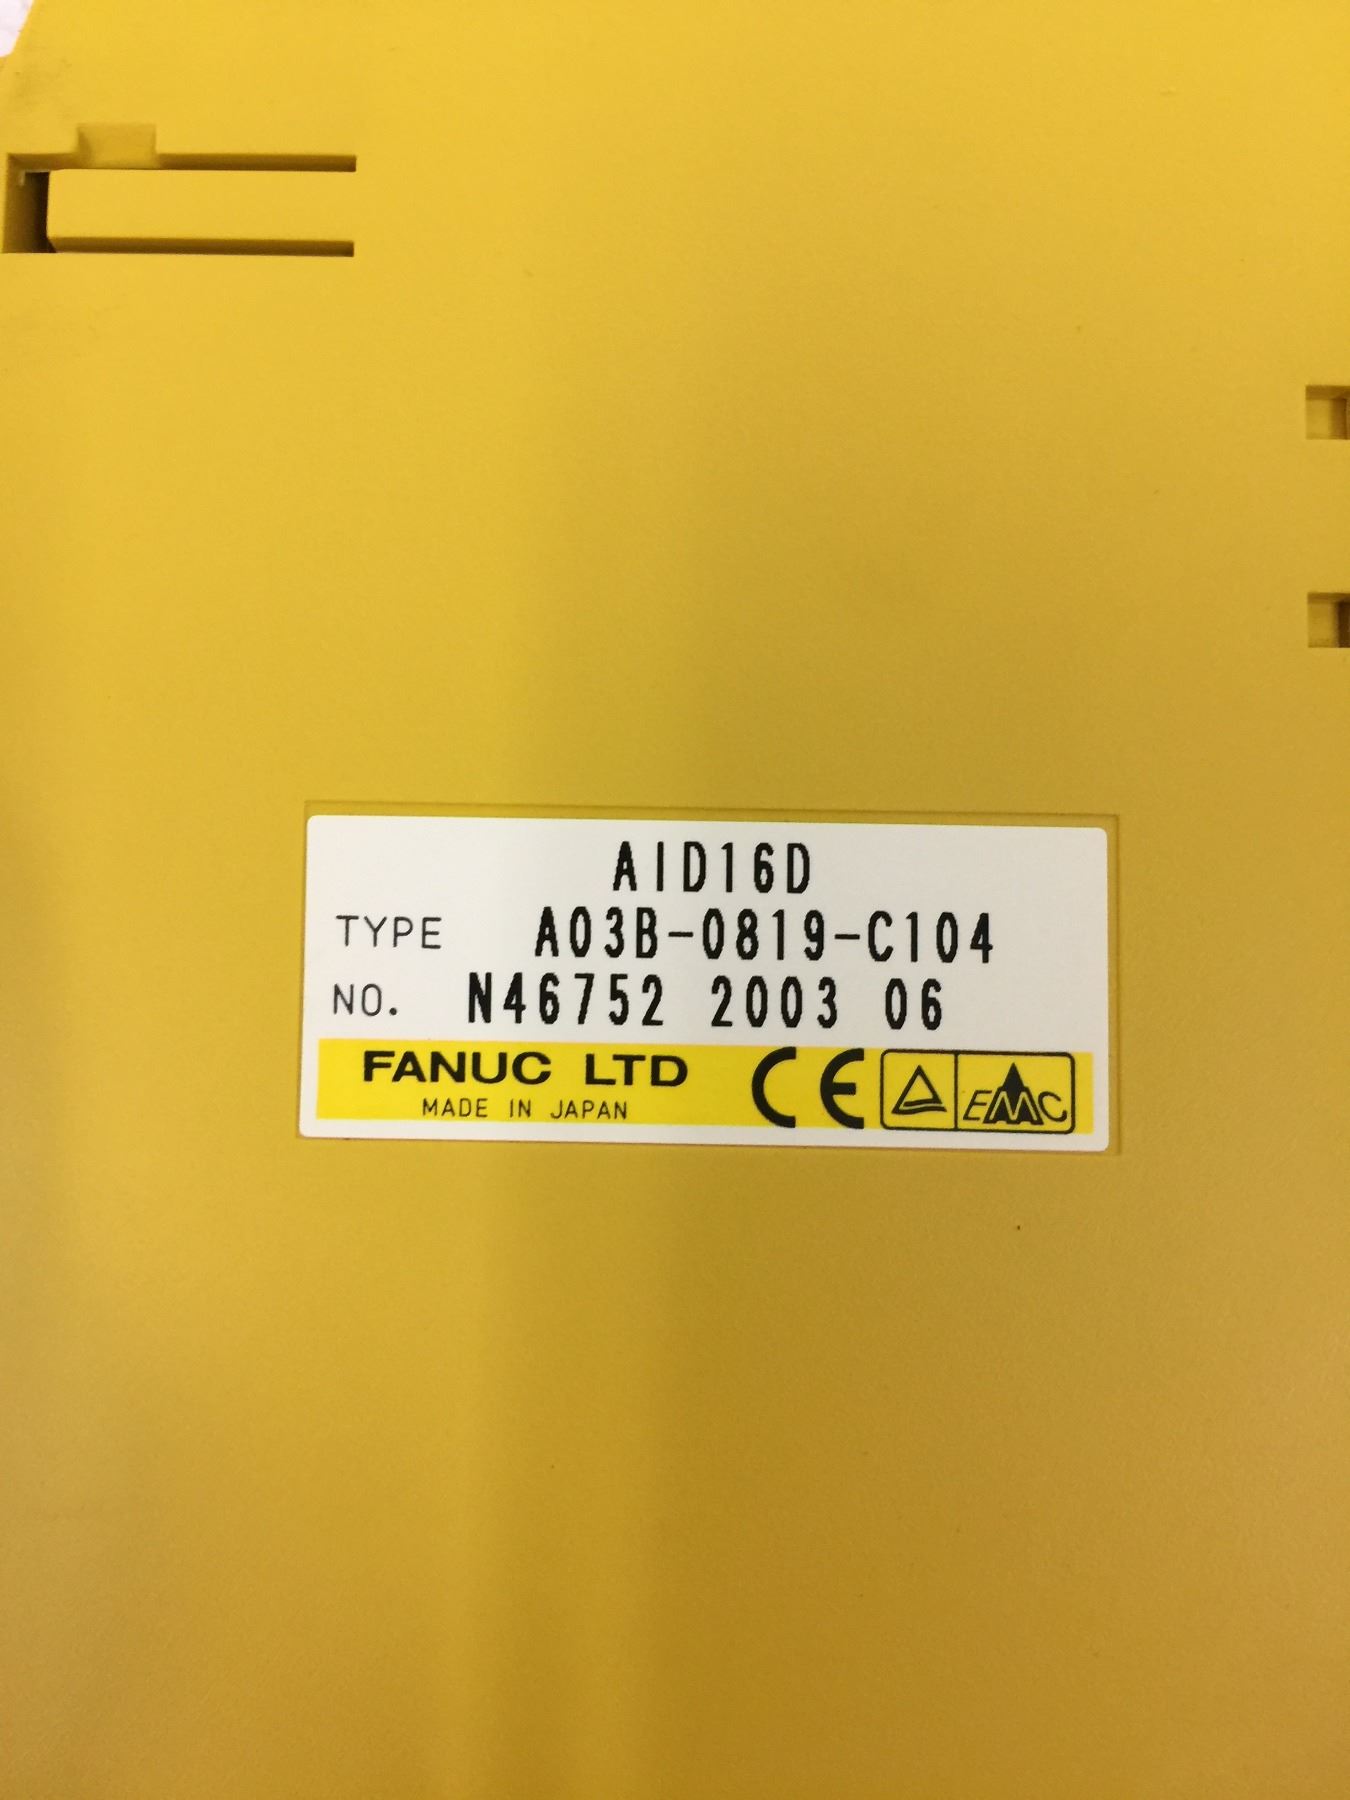 AID16D
TYPE A03B-0819-C104
NO. N46752 2003 06
FANUC LTD CE EMC
MADE IN JAPAN